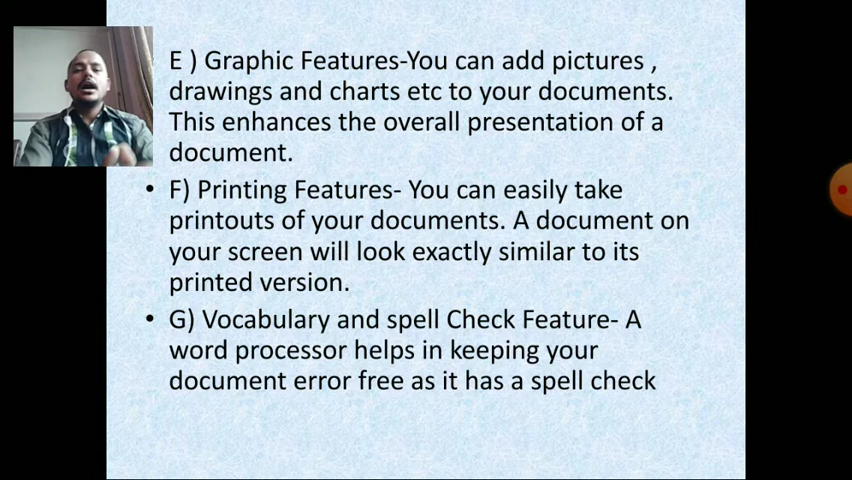 E ) Graphic Features-You can add pictures ,
drawings and charts etc to your documents.
This enhances the overall presentation of a
document.
• F) Printing Features- You can easily take
printouts of your documents. A document on
your screen will look exactly similar to its
printed version.
• G) Vocabulary and spell Check Feature- A
word processor helps in keeping your
document error free as it has a spell check